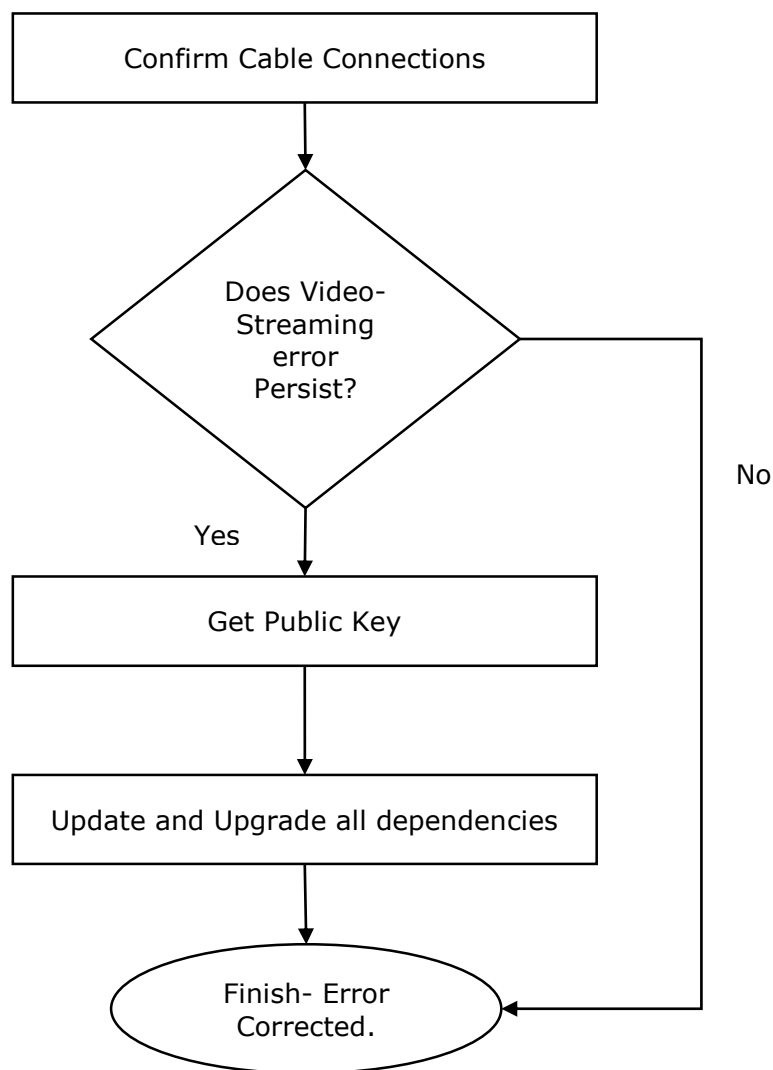 Confirm Cable Connections
Does Video-
Streaming
error
Persist?
No
Yes
Get Public Key
Update and Upgrade all dependencies
Finish- Error
Corrected.